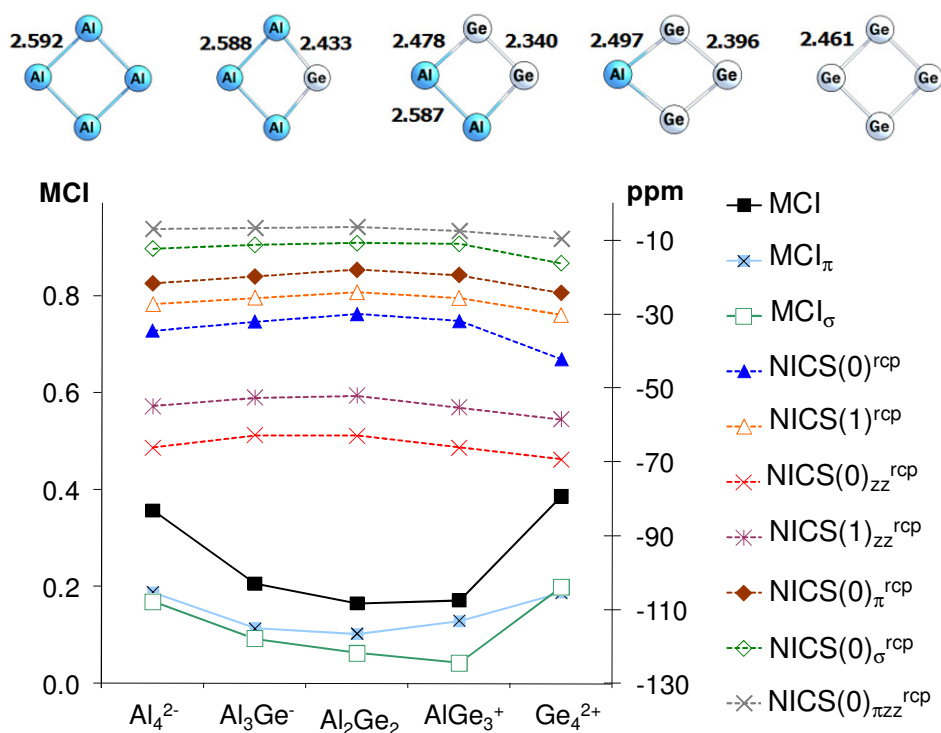 2.592 Al Al Al Al
2.588 2.433 Al Al Ge Al
2.478 2.340 Ge Al Ge 2.587 Al
2.497 2.396 Ge Al Ge Ge
2.461 Ge Ge Ge Ge
MCI
ppm
0.8
0.6
0.4
0.2
0.0
-10
-30
-50
-70
-90
-110
-130
Al₄²⁻ Al₃Ge⁻ Al₂Ge₂ AlGe₃⁺ Ge₄²⁺
MCI
MCIπ
MCIσ
NICS(0)ʳᶜᵖ
NICS(1)ʳᶜᵖ
NICS(0)zzʳᶜᵖ
NICS(1)zzʳᶜᵖ
NICS(0)πʳᶜᵖ
NICS(0)σʳᶜᵖ
NICS(0)πzzʳᶜᵖ